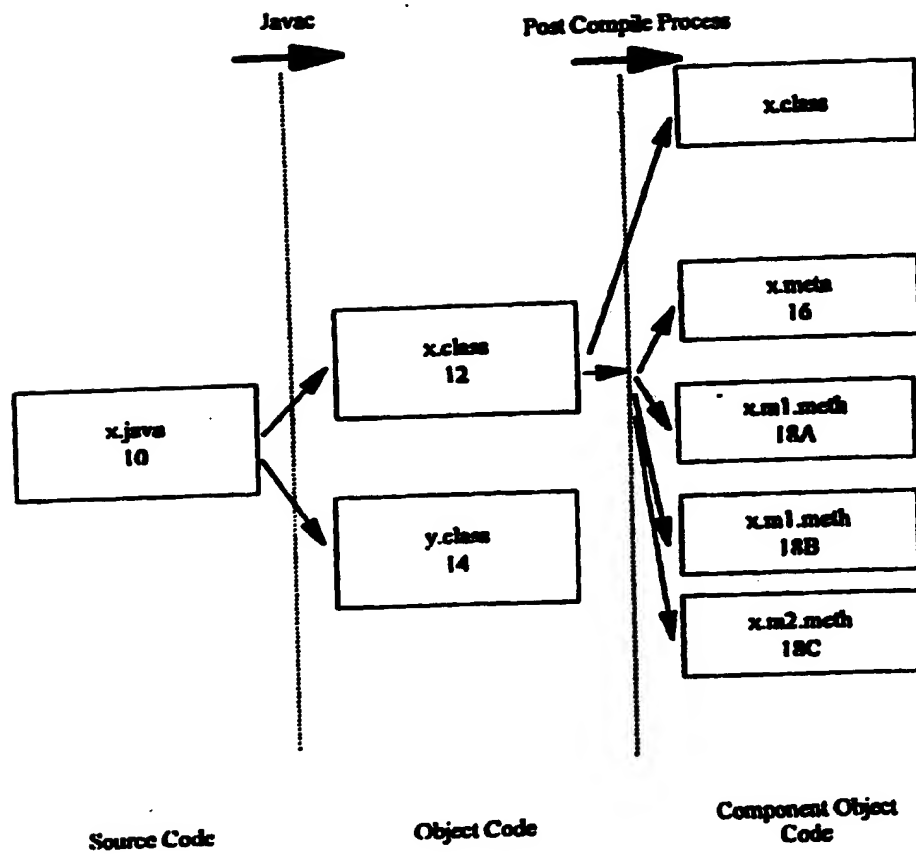 Javac
Post Compile Process
x.class
x.meta
16
x.class
12
x.java
10
x.m1.meth
18A
y.class
14
x.m1.meth
18B
x.m2.meth
18C
Source Code
Object Code
Component Object
Code